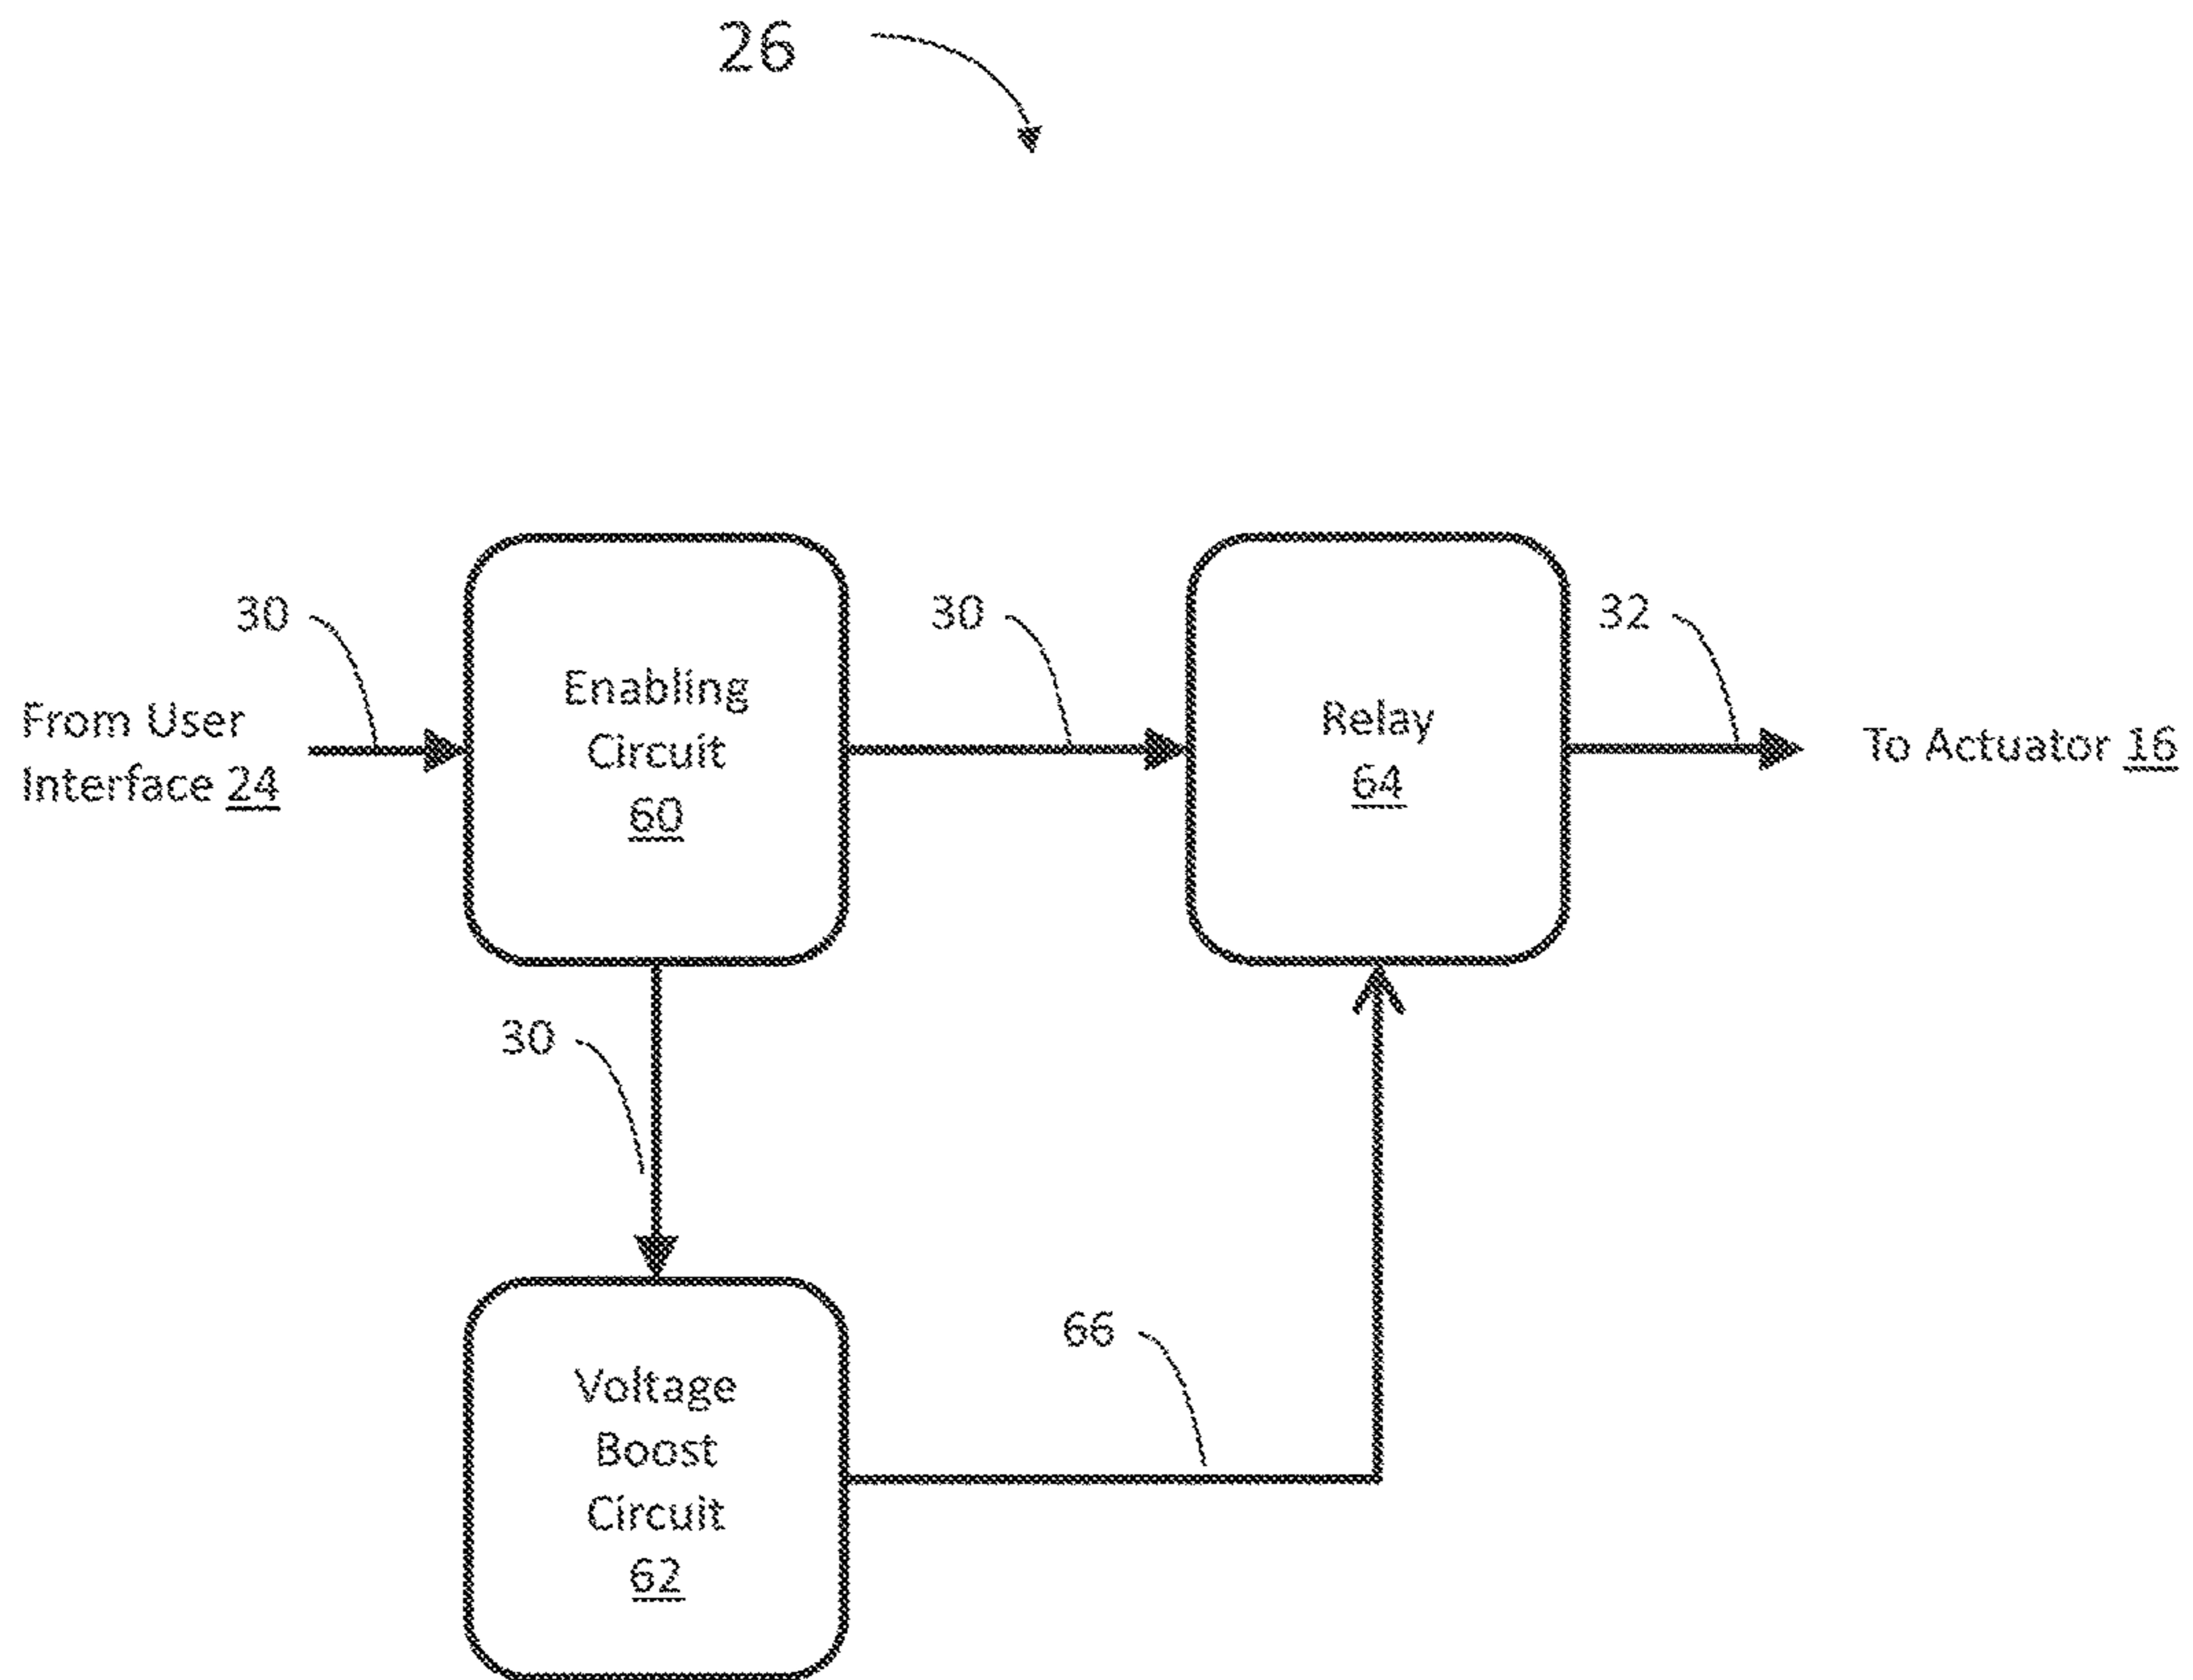 26
30
30
32
Enabling
Circuit
60
Relay
64
From User
Interface 24
To Actuator 16
30
66
Voltage
Boost
Circuit
62